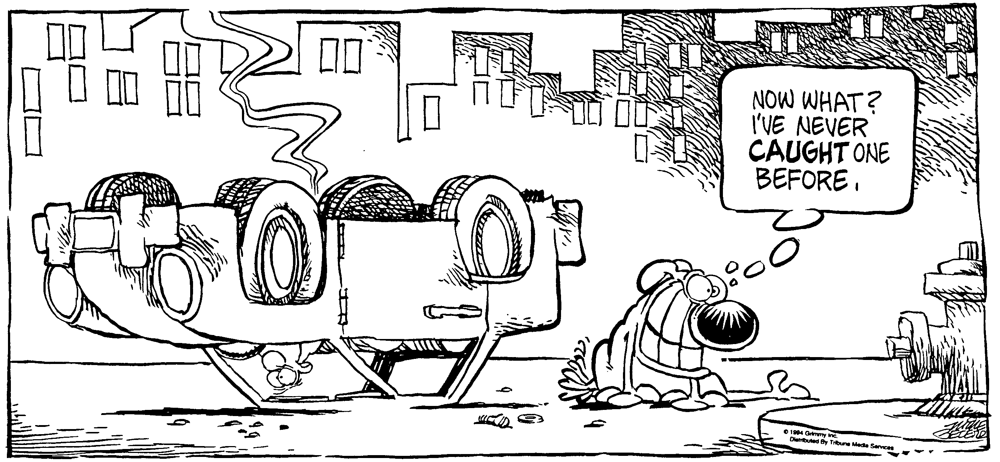 NOW WHAT?
I'VE NEVER
CAUGHT ONE
BEFORE.
© 1994 Grimmy Inc.
Distributed By Tribune Media Services